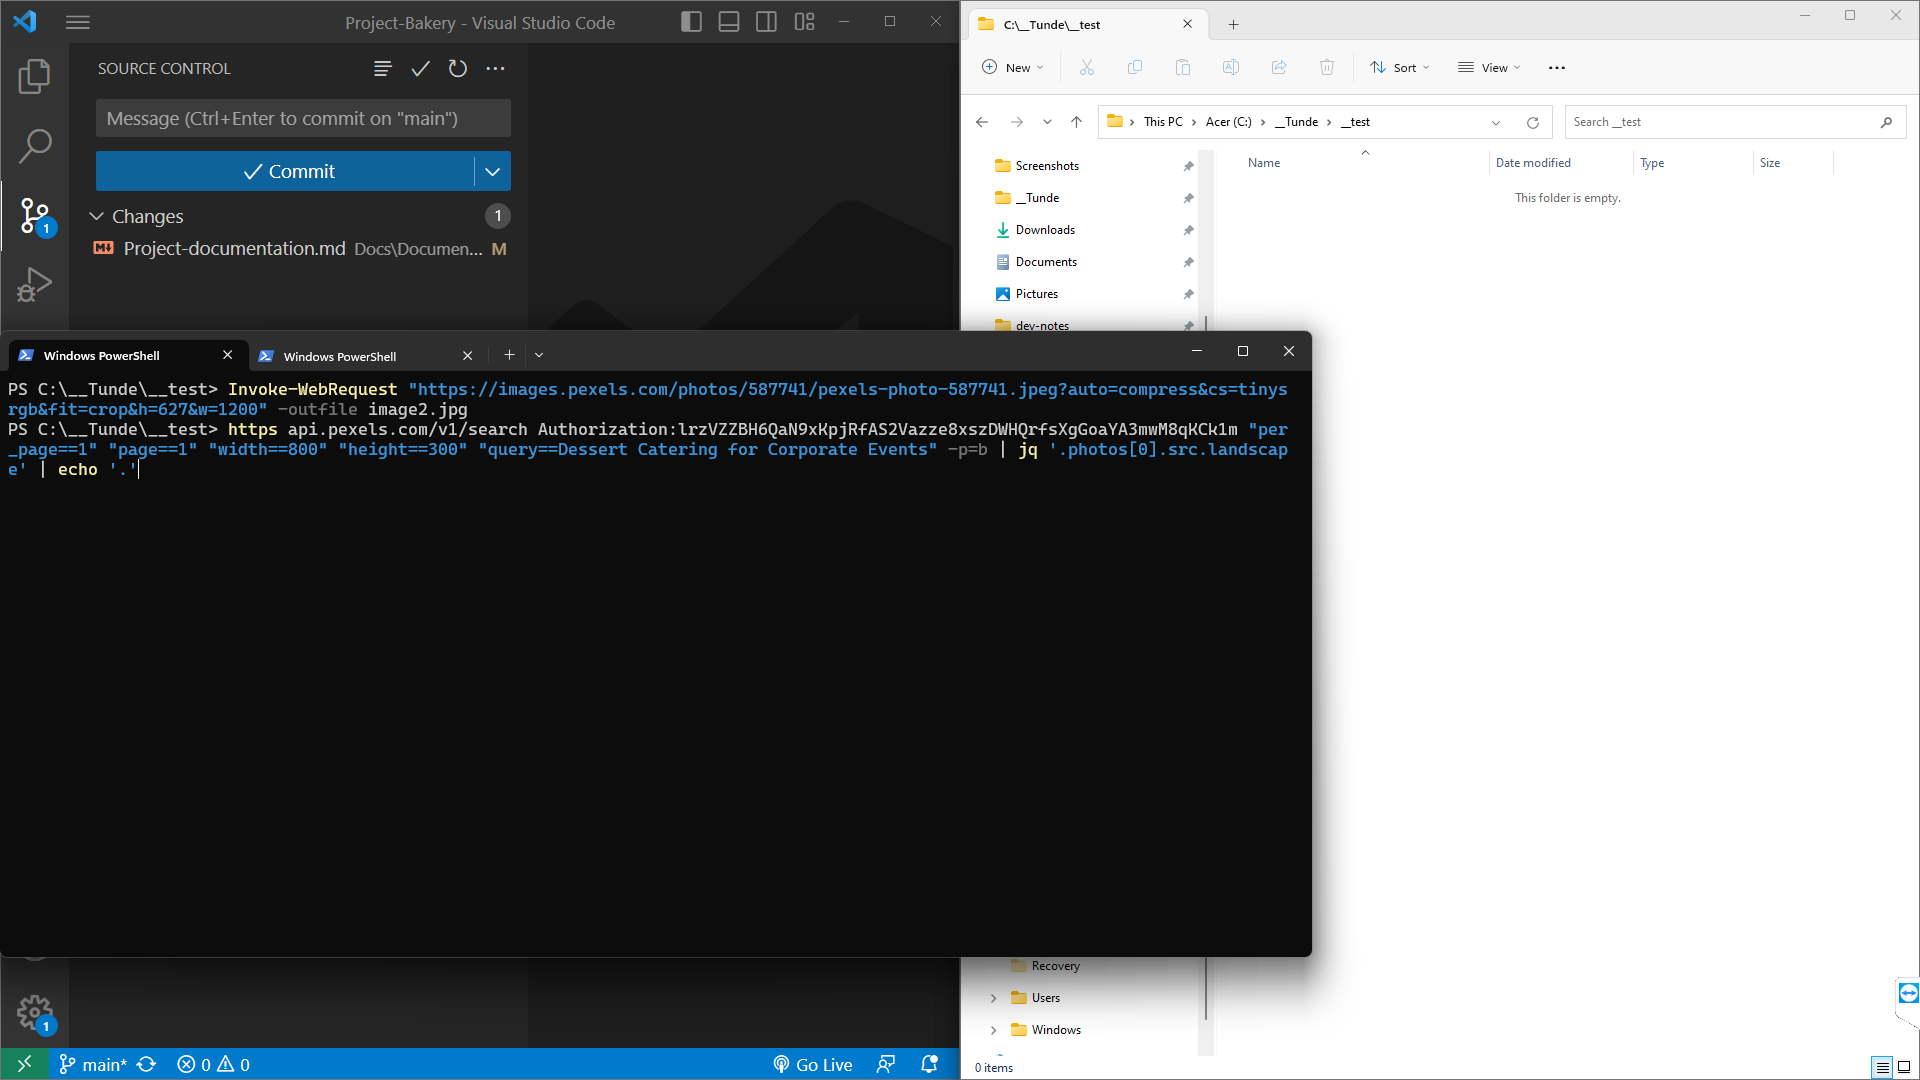 Project-Bakery - Visual Studio Code
SOURCE CONTROL
Message (Ctrl+Enter to commit on "main")
Commit
Changes
1
Project-documentation.md Docs\Documen... M
1
C:\__Tunde\__test
New
Sort
View
This PC > Acer (C:) > __Tunde > __test
Search __test
Screenshots
__Tunde
Downloads
Documents
Pictures
dev-notes
Name
Date modified
Type
Size
This folder is empty.
Windows PowerShell
Windows PowerShell
PS C:\__Tunde\__test> Invoke-WebRequest "https://images.pexels.com/photos/587741/pexels-photo-587741.jpeg?auto=compress&cs=tinys
rgb&fit=crop&h=627&w=1200" -outfile image2.jpg
PS C:\__Tunde\__test> https api.pexels.com/v1/search Authorization:lrzVZZBH6QaN9xKpjRfAS2Vazze8xszDWHQrfsXgGoaYA3mwM8qKCk1m "per
_page==1" "page==1" "width==800" "height==300" "query==Dessert Catering for Corporate Events" -p=b | jq '.photos[0].src.landscap
e' | echo '.'
Recovery
Users
Windows
0 items
1
main*
0
0
Go Live